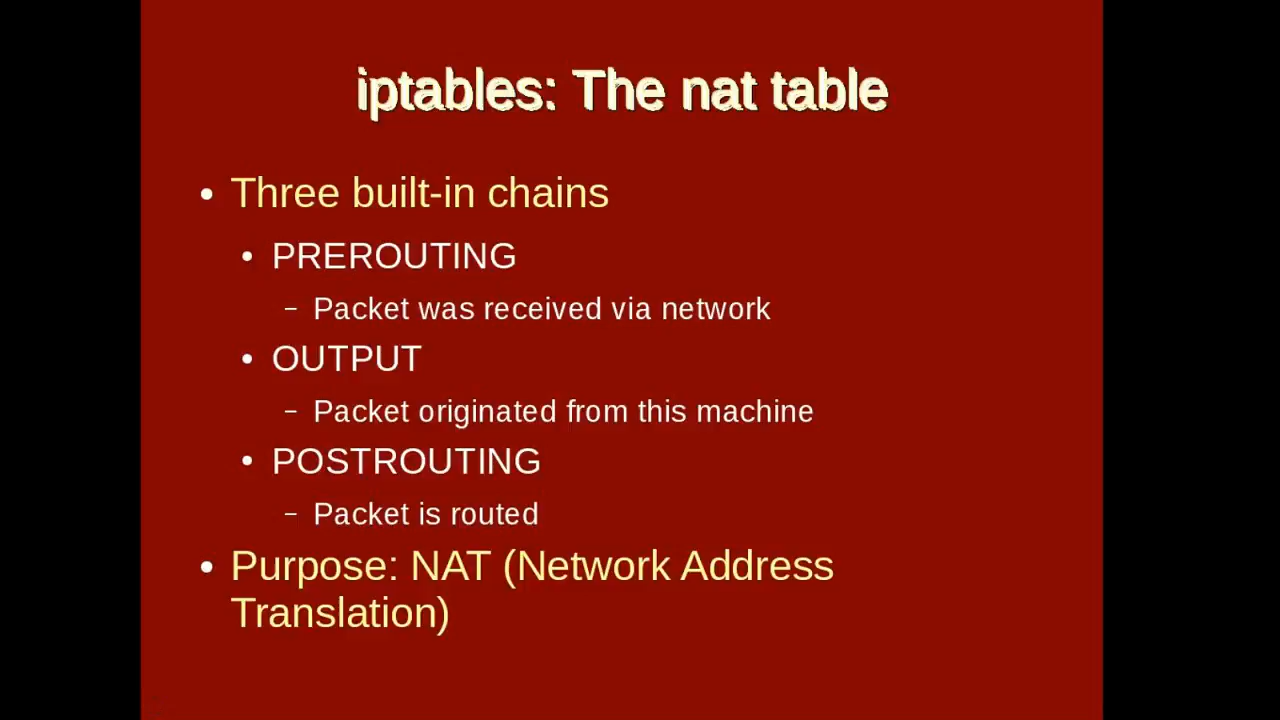 iptables: The nat table
• Three built-in chains
• PREROUTING
– Packet was received via network
• OUTPUT
– Packet originated from this machine
• POSTROUTING
– Packet is routed
• Purpose: NAT (Network Address
Translation)